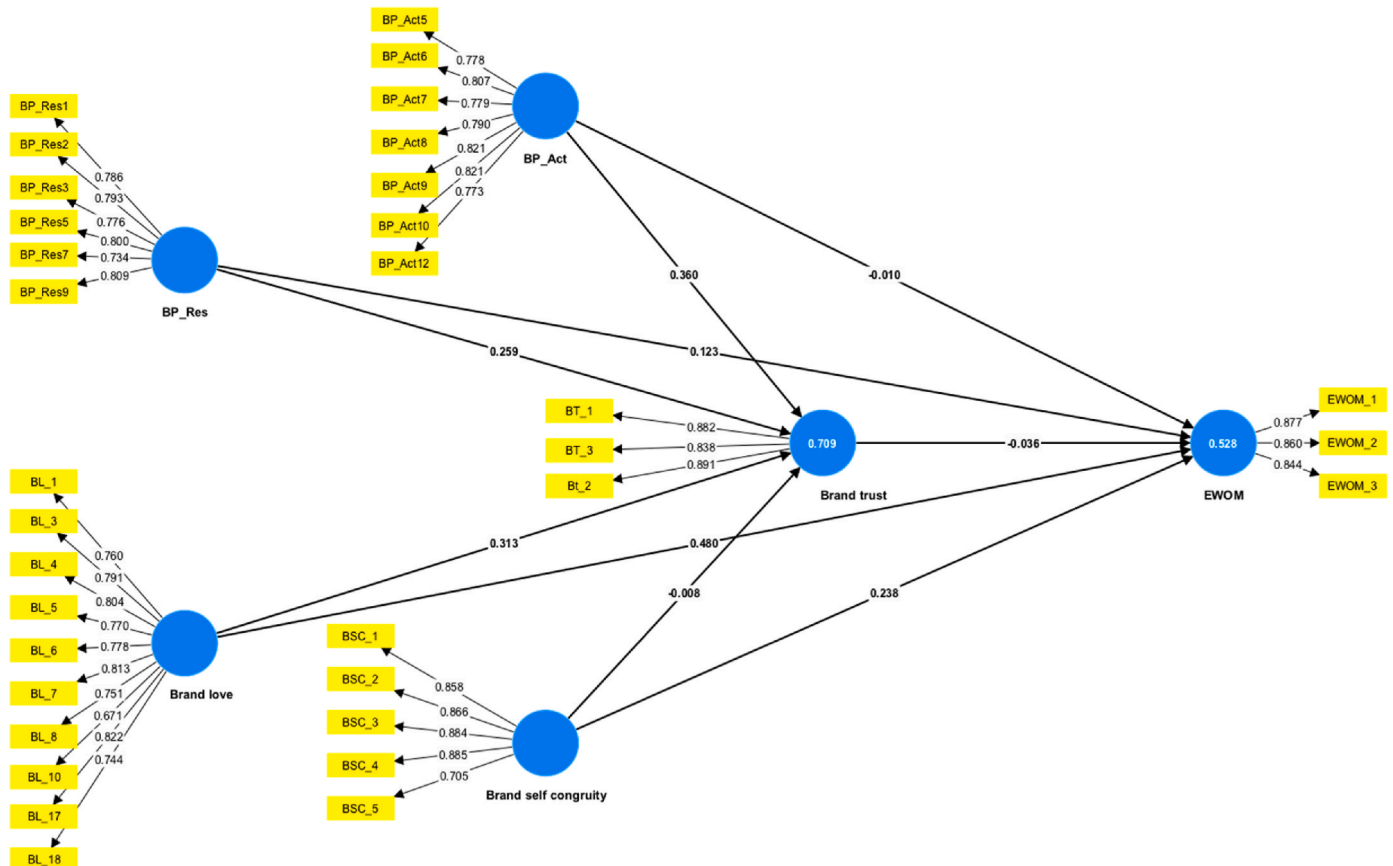 BP_Act5
BP_Act6
BP_Act7
BP_Act8
BP_Act9
BP_Act10
BP_Act12
0.778
0.807
0.779
0.790
0.821
0.821
0.773
BP_Act
BP_Res1
BP_Res2
BP_Res3
BP_Res5
BP_Res7
BP_Res9
0.786
0.793
0.776
0.800
0.734
0.809
BP_Res
0.360
-0.010
0.259
0.123
BT_1
BT_3
Bt_2
0.882
0.838
0.891
0.709
Brand trust
-0.036
0.528
EWOM
0.877
0.860
0.844
EWOM_1
EWOM_2
EWOM_3
BL_1
BL_3
BL_4
BL_5
BL_6
BL_7
BL_8
BL_10
BL_17
BL_18
0.760
0.791
0.804
0.770
0.778
0.813
0.751
0.671
0.822
0.744
Brand love
0.313
0.480
-0.008
0.238
BSC_1
BSC_2
BSC_3
BSC_4
BSC_5
0.858
0.866
0.884
0.885
0.705
Brand self congruity